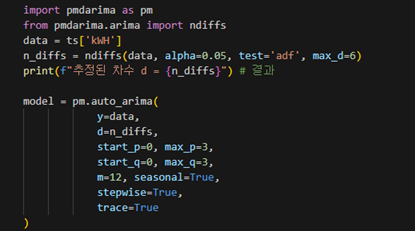 import pmdarima as pm
from pmdarima.arima import ndiffs
data = ts['kWH']
n_diffs = ndiffs(data, alpha=0.05, test='adf', max_d=6)
print(f"추정된 차수 d = {n_diffs}") # 결과
model = pm.auto_arima(
y=data,
d=n_diffs,
start_p=0, max_p=3,
start_q=0, max_q=3,
m=12, seasonal=True,
stepwise=True,
trace=True
)